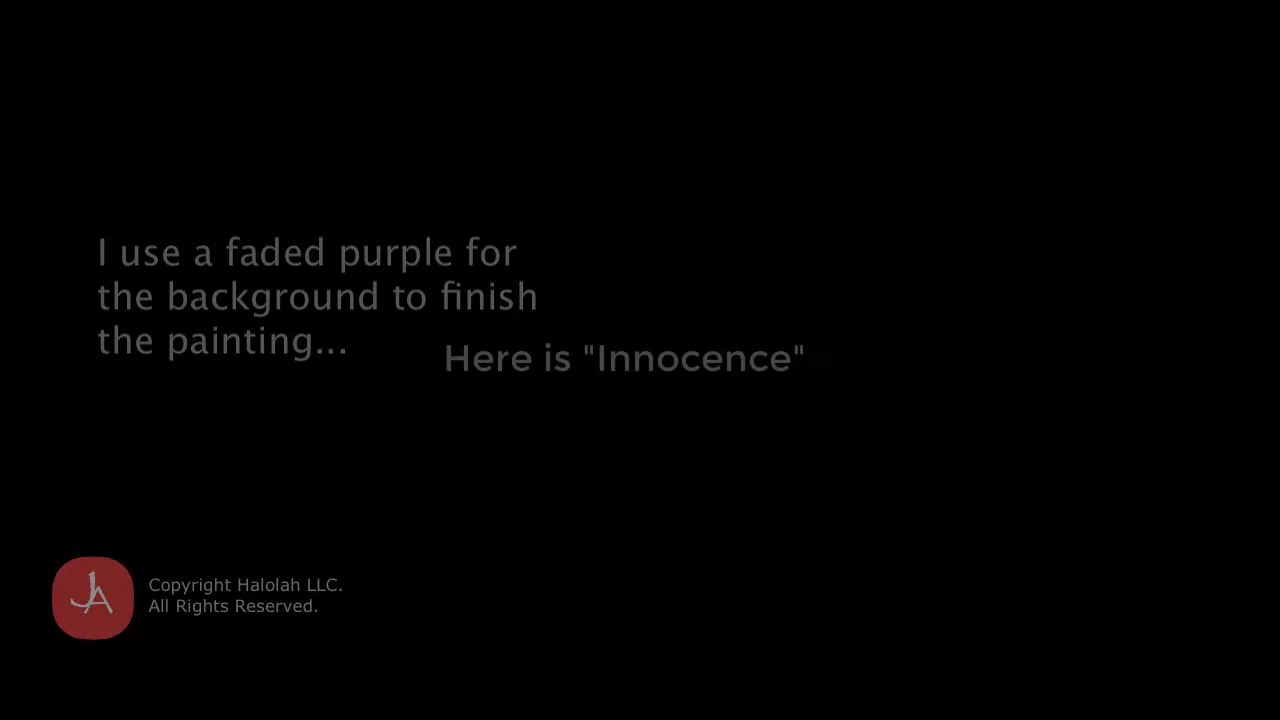 I use a faded purple for
the background to finish
the painting...
Here is "Innocence"
JA
Copyright Halolah LLC.
All Rights Reserved.